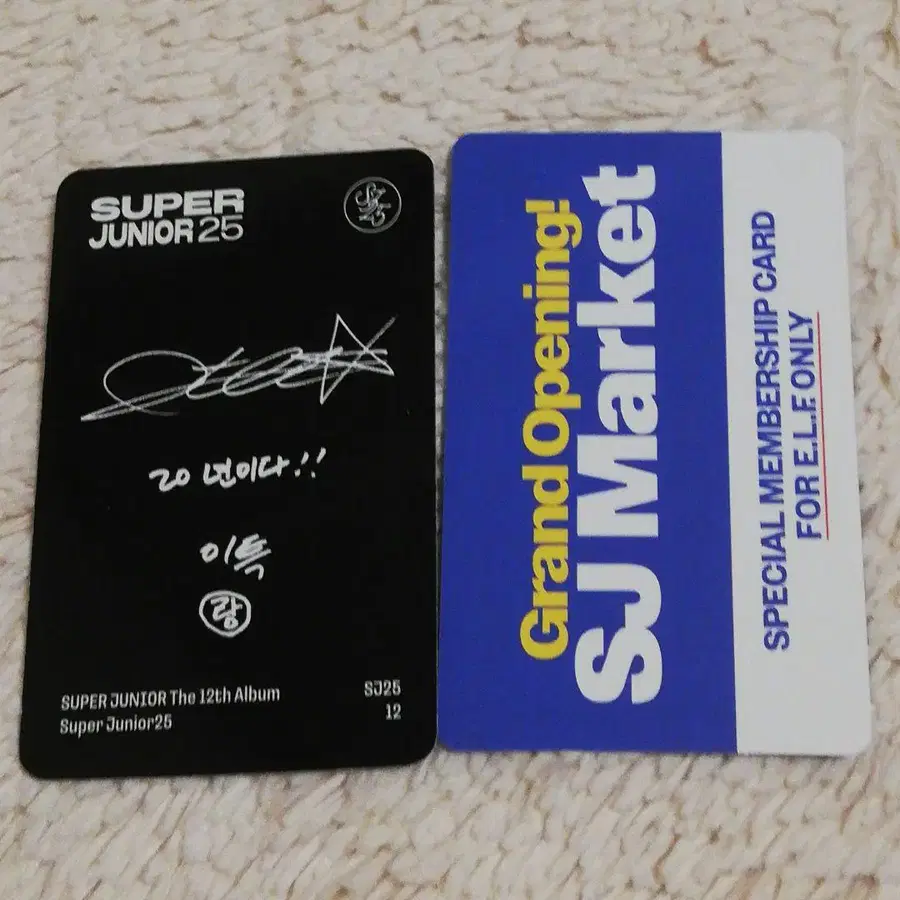 SUPER
JUNIOR25
20년이다!!
이특
랑
SUPER JUNIOR The 12th Album
Super Junior25
SJ25
12
Grand Opening!
SJ Market
SPECIAL MEMBERSHIP CARD
FOR E.L.F. ONLY